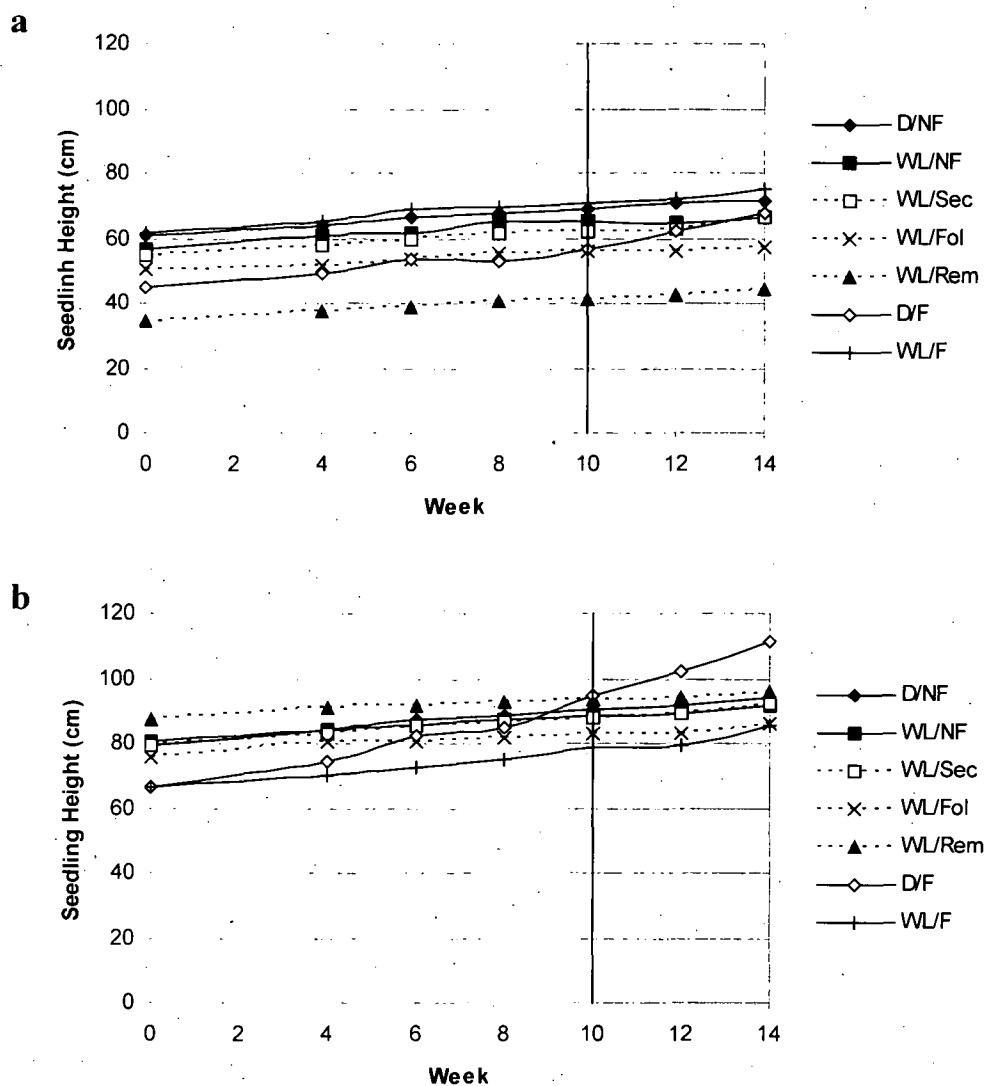 a
120
100
80
60
40
20
0
Seedlinh Height (cm)
0 2 4 6 8 10 12 14
Week
D/NF
WL/NF
WL/Sec
WL/Fol
WL/Rem
D/F
WL/F
b
120
100
80
60
40
20
0
Seedling Height (cm)
0 2 4 6 8 10 12 14
Week
D/NF
WL/NF
WL/Sec
WL/Fol
WL/Rem
D/F
WL/F